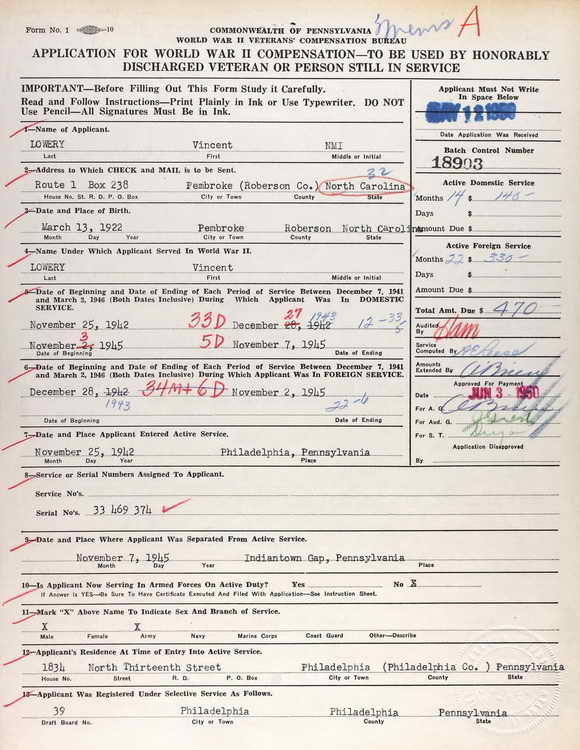 Form No. 1 10
COMMONWEALTH OF PENNSYLVANIA
WORLD WAR II VETERANS' COMPENSATION BUREAU
A
APPLICATION FOR WORLD WAR II COMPENSATION—TO BE USED BY HONORABLY
DISCHARGED VETERAN OR PERSON STILL IN SERVICE
IMPORTANT—Before Filling Out This Form Study it Carefully.
Read and Follow Instructions—Print Plainly in Ink or Use Typewriter. DO NOT
Use Pencil—All Signatures Must Be in Ink.
Applicant Must Not Write
In Space Below
MAY 12 1950
Date Application Was Received
Batch Control Number
18903
1—Name of Applicant.
LOWERY Vincent NMI
Last First Middle or Initial
2—Address to Which CHECK and MAIL is to be Sent.
32
Route 1 Box 238 Pembroke (Roberson Co.) North Carolina
House No. St. R. D. P. O. Box City or Town County State
Active Domestic Service
Months 14 $ 140-
Days $
Amount Due $
3—Date and Place of Birth.
March 13, 1922 Pembroke Roberson North Carolina
Month Day Year City or Town County State
4—Name Under Which Applicant Served In World War II.
LOWERY Vincent
Last First Middle or Initial
Active Foreign Service
Months 22 $ 330-
Days $
Amount Due $
Total Amt. Due $ 470
5—Date of Beginning and Date of Ending of Each Period of Service Between December 7, 1941
and March 2, 1946 (Both Dates Inclusive) During Which Applicant Was In DOMESTIC
SERVICE.
27 1943
November 25, 1942 33D December 28, 1942 12-33
5
3
November 2, 1945 5D November 7, 1945
Date of Beginning Date of Ending
Audited By
Service Computed By
Amounts Extended By
Approved For Payment
Date JUN 3 - 1950
For A. G.
For Aud. G.
For S. T.
Application Disapproved
By
6—Date of Beginning and Date of Ending of Each Period of Service Between December 7, 1941
and March 2, 1946 (Both Dates Inclusive) During Which Applicant Was In FOREIGN SERVICE.
December 28, 1942 34M+6D November 2, 1945
1943 22-6
Date of Beginning Date of Ending
7—Date and Place Applicant Entered Active Service.
November 25, 1942 Philadelphia, Pennsylvania
Month Day Year Place
8—Service or Serial Numbers Assigned To Applicant.
Service No's.
Serial No's. 33 469 374
9—Date and Place Where Applicant Was Separated From Active Service.
November 7, 1945 Indiantown Gap, Pennsylvania
Month Day Year Place
10—Is Applicant Now Serving In Armed Forces On Active Duty? Yes No X
If Answer is YES—Be Sure To Have Certificate Executed And Filed With Application—See Instruction Sheet.
11—Mark "X" Above Name To Indicate Sex and Branch of Service.
X X
Male Female Army Navy Marine Corps Coast Guard Other—Describe
12—Applicant's Residence At Time of Entry Into Active Service.
1834 North Thirteenth Street Philadelphia (Philadelphia Co. ) Pennsylvania
House No. Street R. D. P. O. Box City or Town County State
13—Applicant Was Registered Under Selective Service As Follows.
39 Philadelphia Philadelphia Pennsylvania
Draft Board No. City or Town County State